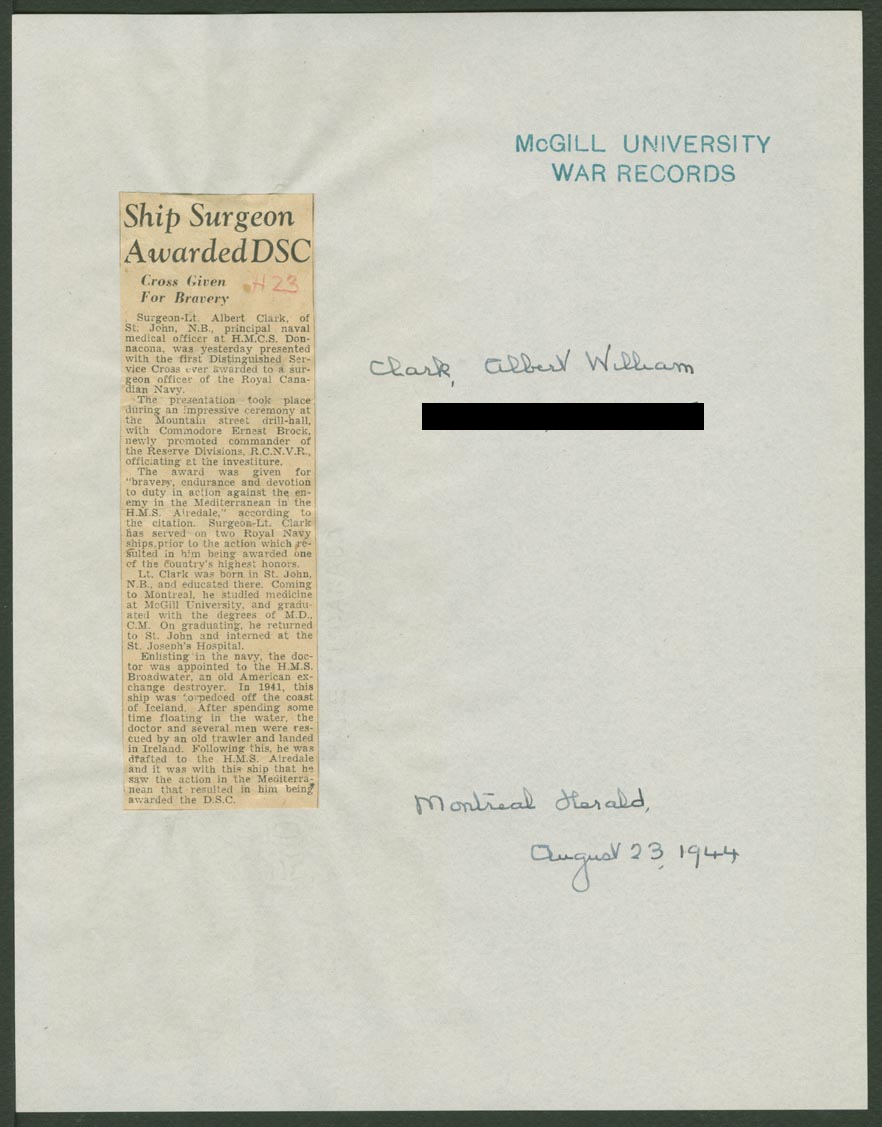 McGILL UNIVERSITY
WAR RECORDS
Ship Surgeon
Awarded DSC
Cross Given
For Bravery
H23
Surgeon-Lt. Albert Clark, of
St. John, N.B., principal naval
medical officer at H.M.C.S. Don-
nacona, was yesterday presented
with the first Distinguished Ser-
vice Cross ever awarded to a sur-
geon officer of the Royal Cana-
dian Navy.
The presentation took place
during an impressive ceremony at
the Mountain street drill-hall,
with Commodore Ernest Brock,
newly promoted commander of
the Reserve Divisions, R.C.N.V.R.,
officiating at the investiture.
The award was given for
"bravery, endurance and devotion
to duty in action against the en-
emy in the Mediterranean in the
H.M.S. Airedale," according to
the citation. Surgeon-Lt. Clark
has served on two Royal Navy
ships prior to the action which re-
sulted in him being awarded one
of the country's highest honors.
Lt. Clark was born in St. John,
N.B., and educated there. Coming
to Montreal, he studied medicine
at McGill University, and gradu-
ated with the degrees of M.D.,
C.M. On graduating, he returned
to St. John and interned at the
St. Joseph's Hospital.
Enlisting in the navy, the doc-
tor was appointed to the H.M.S.
Broadwater, an old American ex-
change destroyer. In 1941, this
ship was torpedoed off the coast
of Iceland. After spending some
time floating in the water, the
doctor and several men were res-
cued by an old trawler and landed
in Ireland. Following this, he was
drafted to the H.M.S. Airedale
and it was with this ship that he
saw the action in the Mediterra-
nean that resulted in him being
awarded the D.S.C.
Clark, Albert William
Montreal Herald,
August 23, 1944